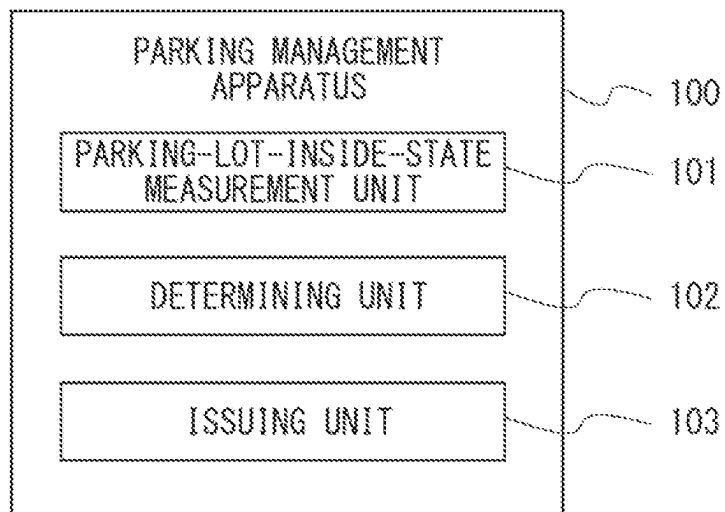 PARKING MANAGEMENT
APPARATUS
100
PARKING-LOT-INSIDE-STATE
MEASUREMENT UNIT
101
DETERMINING UNIT
102
ISSUING UNIT
103